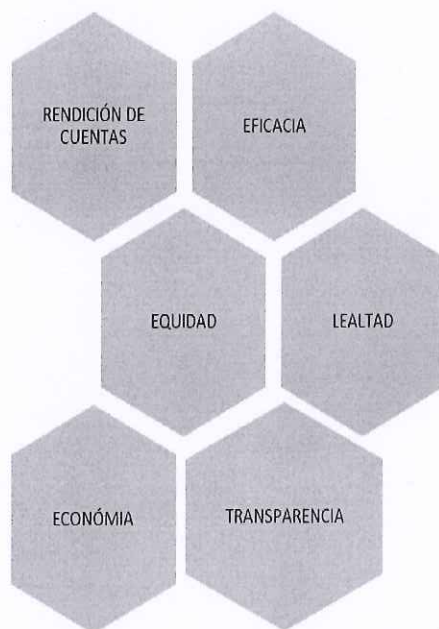 RENDICIÓN DE
CUENTAS
EFICACIA
EQUIDAD
LEALTAD
ECONÓMIA
TRANSPARENCIA